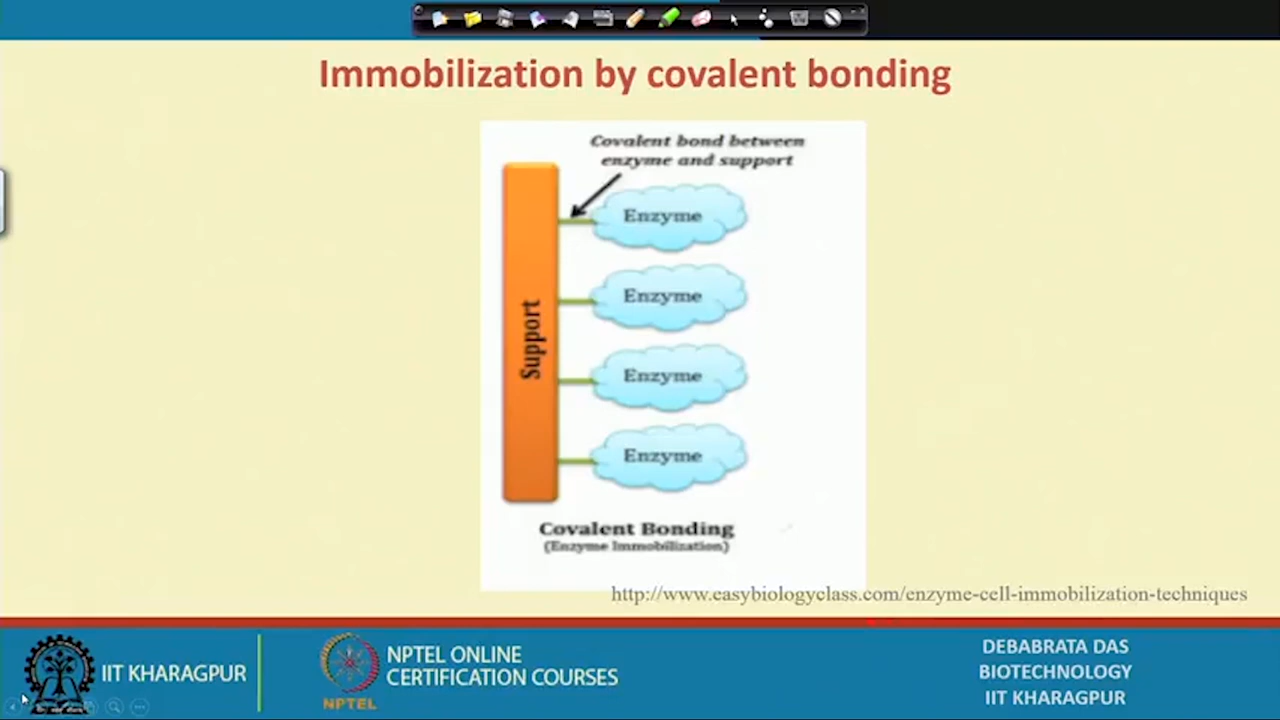 Immobilization by covalent bonding
Covalent bond between
enzyme and support
Support
Enzyme
Enzyme
Enzyme
Enzyme
Covalent Bonding
(Enzyme Immobilization)
http://www.easybiologyclass.com/enzyme-cell-immobilization-techniques
IIT KHARAGPUR
NPTEL
NPTEL ONLINE
CERTIFICATION COURSES
DEBABRATA DAS
BIOTECHNOLOGY
IIT KHARAGPUR